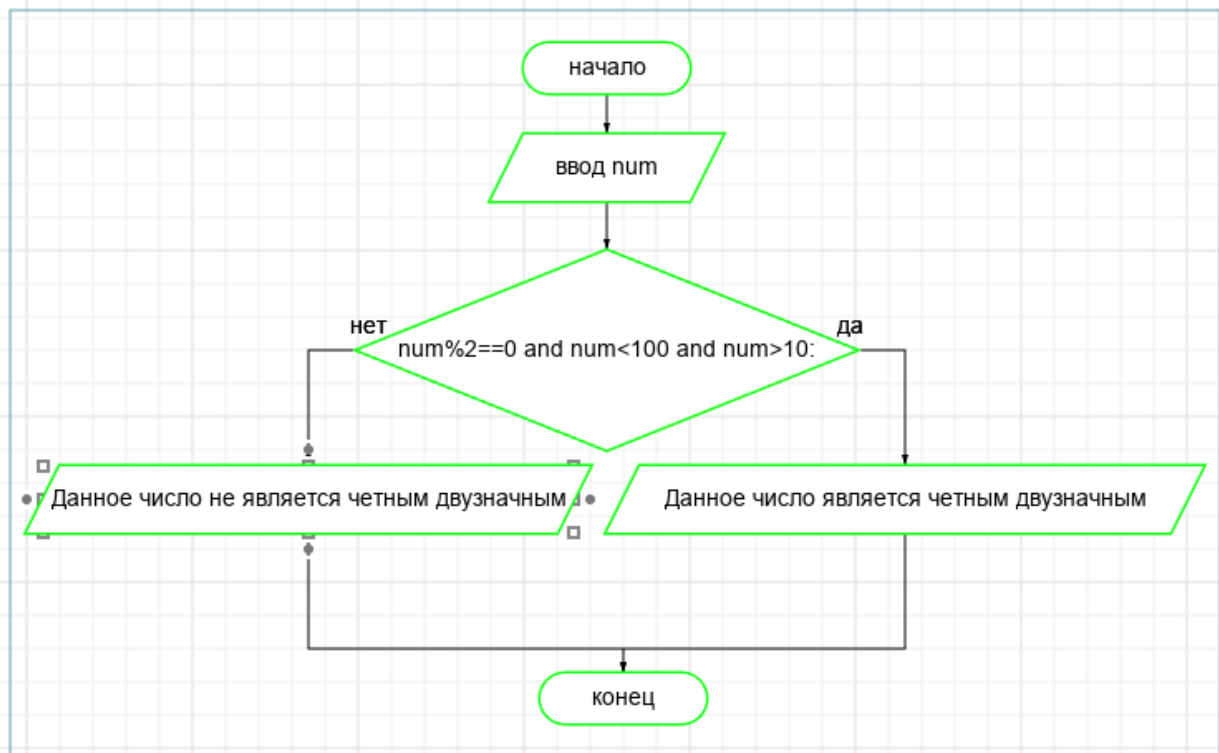 начало
ввод num
нет
да
num%2==0 and num<100 and num>10:
Данное число не является четным двузначным
Данное число является четным двузначным
конец